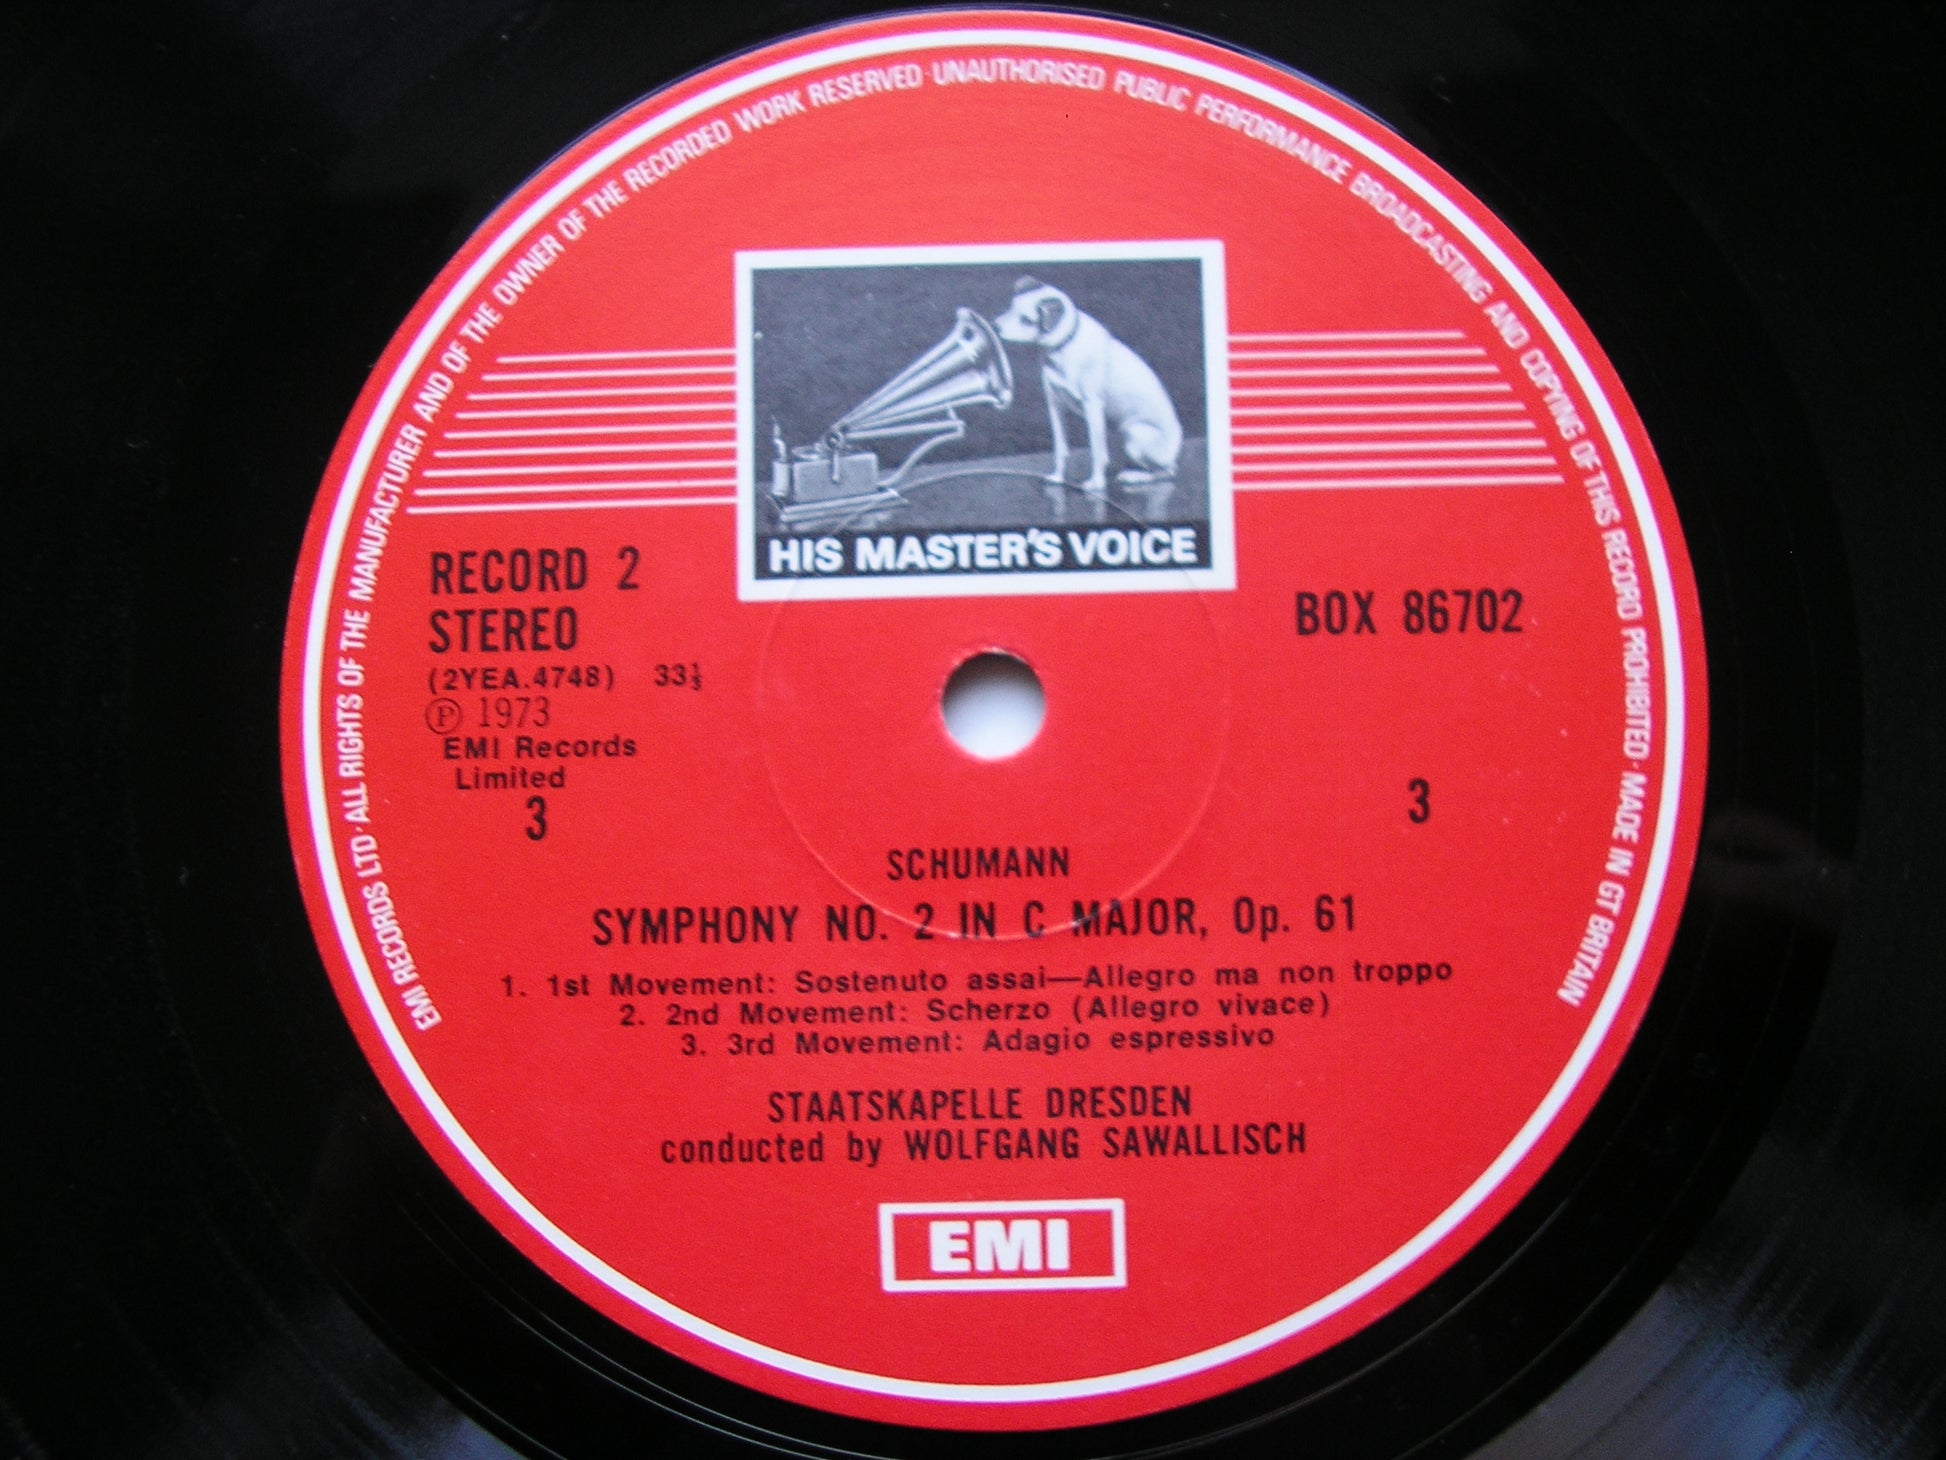 EMI RECORDS LTD·ALL RIGHTS OF THE MANUFACTURER AND OF THE OWNER OF THE RECORDED WORK RESERVED·UNAUTHORISED PUBLIC PERFORMANCE BROADCASTING AND COPYING OF THIS RECORD PROHIBITED·MADE IN GT BRITAIN
HIS MASTER'S VOICE
RECORD 2
STEREO
BOX 86702
(2YEA.4748) 33⅓
℗ 1973
EMI Records
Limited
3
3
SCHUMANN
SYMPHONY NO. 2 IN C MAJOR, Op. 61
1. 1st Movement: Sostenuto assai—Allegro ma non troppo
2. 2nd Movement: Scherzo (Allegro vivace)
3. 3rd Movement: Adagio espressivo
STAATSKAPELLE DRESDEN
conducted by WOLFGANG SAWALLISCH
EMI